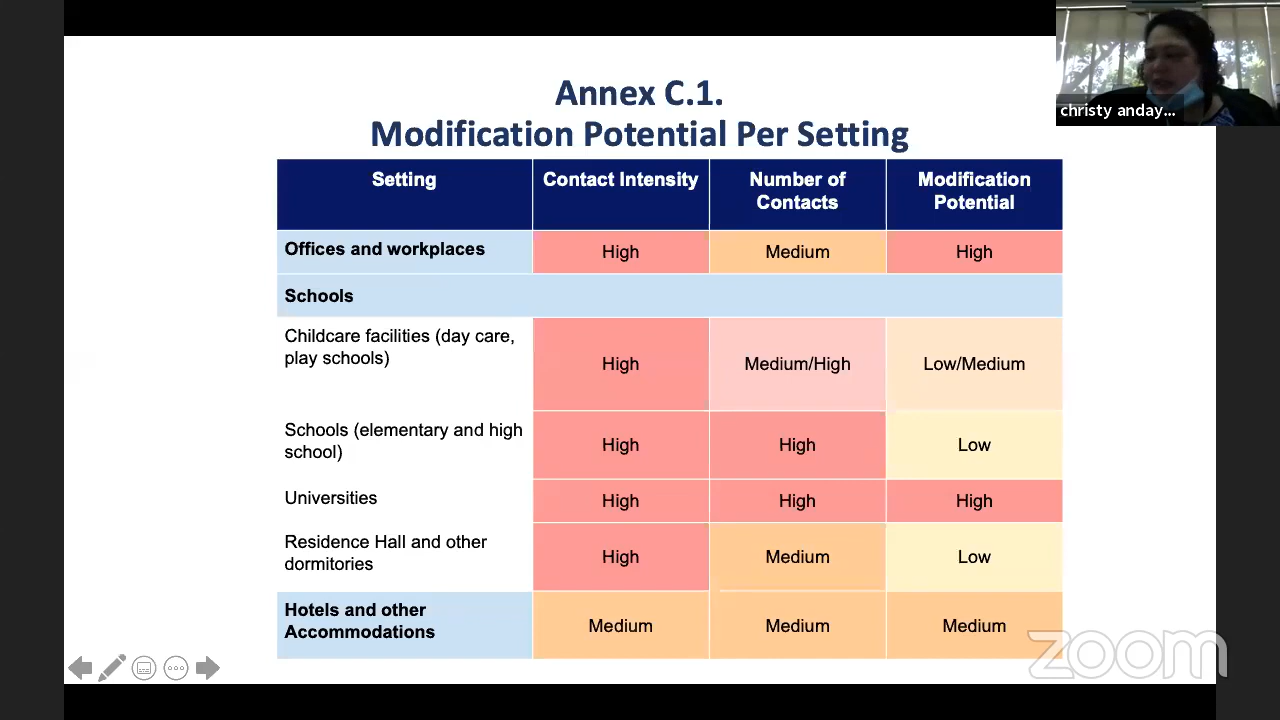 christy anday...
Annex C.1.
Modification Potential Per Setting
Setting
Contact Intensity
Number of
Contacts
Modification
Potential
Offices and workplaces
High
Medium
High
Schools
Childcare facilities (day care,
play schools)
High
Medium/High
Low/Medium
Schools (elementary and high
school)
High
High
Low
Universities
High
High
High
Residence Hall and other
dormitories
High
Medium
Low
Hotels and other
Accommodations
Medium
Medium
Medium
zoom